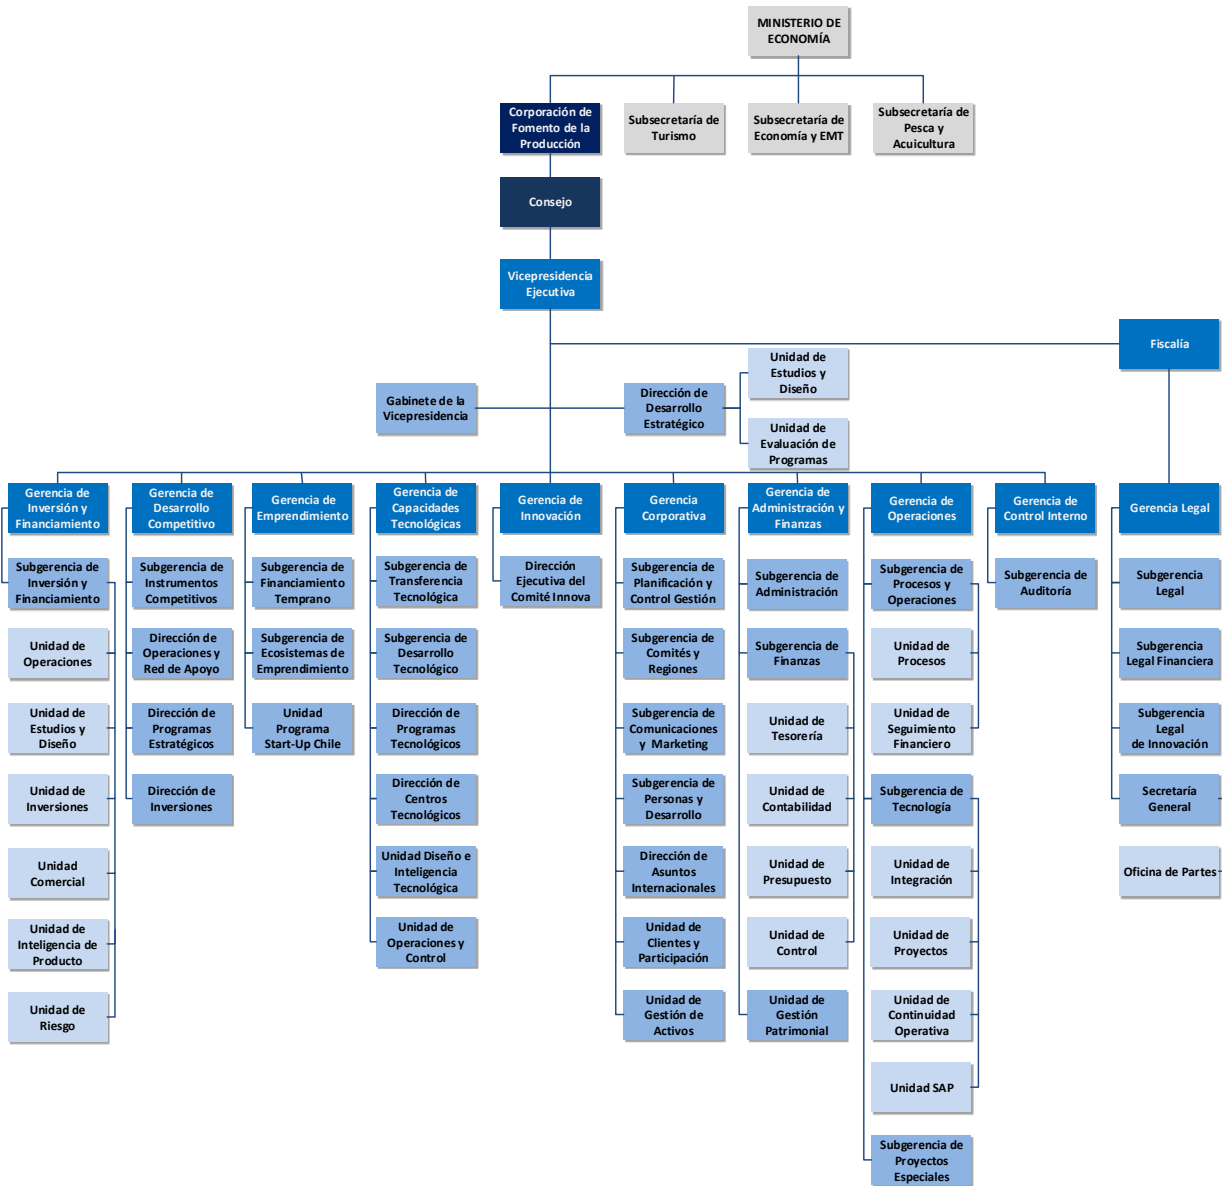 MINISTERIO DE
ECONOMÍA
Corporación de
Fomento de la
Producción
Subsecretaría de
Turismo
Subsecretaría de
Economía y EMT
Subsecretaría de
Pesca y
Acuicultura
Consejo
Vicepresidencia
Ejecutiva
Fiscalía
Gabinete de la
Vicepresidencia
Dirección de
Desarrollo
Estratégico
Unidad de
Estudios y
Diseño
Unidad de
Evaluación de
Programas
Gerencia de
Inversión y
Financiamiento
Subgerencia de
Inversión y
Financiamiento
Unidad de
Operaciones
Unidad de
Estudios y
Diseño
Unidad de
Inversiones
Unidad
Comercial
Unidad de
Inteligencia de
Producto
Unidad de
Riesgo
Gerencia de
Desarrollo
Competitivo
Subgerencia de
Instrumentos
Competitivos
Dirección de
Operaciones y
Red de Apoyo
Dirección de
Programas
Estratégicos
Dirección de
Inversiones
Gerencia de
Emprendimiento
Subgerencia de
Financiamiento
Temprano
Subgerencia de
Ecosistemas de
Emprendimiento
Unidad
Programa
Start-Up Chile
Gerencia de
Capacidades
Tecnológicas
Subgerencia de
Transferencia
Tecnológica
Subgerencia de
Desarrollo
Tecnológico
Dirección de
Programas
Tecnológicos
Dirección de
Centros
Tecnológicos
Unidad Diseño e
Inteligencia
Tecnológica
Unidad de
Operaciones y
Control
Gerencia de
Innovación
Dirección
Ejecutiva del
Comité Innova
Gerencia
Corporativa
Subgerencia de
Planificación y
Control Gestión
Subgerencia de
Comités y
Regiones
Subgerencia de
Comunicaciones
y Marketing
Subgerencia de
Personas y
Desarrollo
Dirección de
Asuntos
Internacionales
Unidad de
Clientes y
Participación
Unidad de
Gestión de
Activos
Gerencia de
Administración y
Finanzas
Subgerencia de
Administración
Subgerencia de
Finanzas
Unidad de
Tesorería
Unidad de
Contabilidad
Unidad de
Presupuesto
Unidad de
Control
Unidad de
Gestión
Patrimonial
Gerencia de
Operaciones
Subgerencia de
Procesos y
Operaciones
Unidad de
Procesos
Unidad de
Seguimiento
Financiero
Subgerencia de
Tecnología
Unidad de
Integración
Unidad de
Proyectos
Unidad de
Continuidad
Operativa
Unidad SAP
Subgerencia de
Proyectos
Especiales
Gerencia de
Control Interno
Subgerencia de
Auditoría
Gerencia Legal
Subgerencia
Legal
Subgerencia
Legal Financiera
Subgerencia
Legal
de Innovación
Secretaría
General
Oficina de Partes